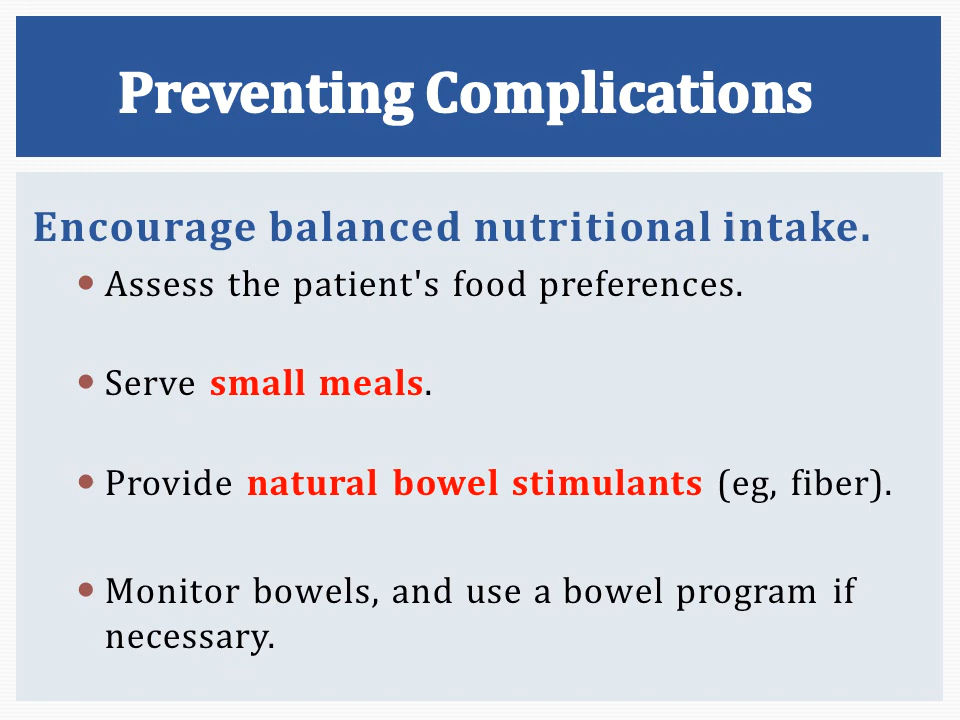 Preventing Complications
Encourage balanced nutritional intake.
• Assess the patient's food preferences.
• Serve small meals.
• Provide natural bowel stimulants (eg, fiber).
• Monitor bowels, and use a bowel program if
necessary.